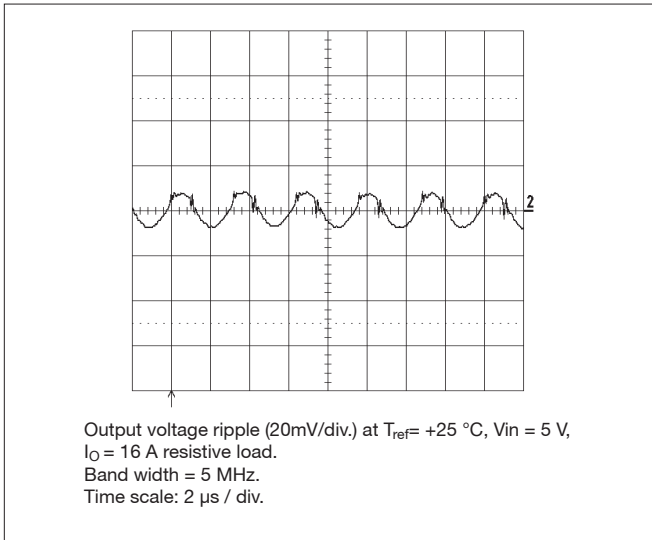 2
Output voltage ripple (20mV/div.) at Tref= +25 °C, Vin = 5 V,
IO = 16 A resistive load.
Band width = 5 MHz.
Time scale: 2 µs / div.